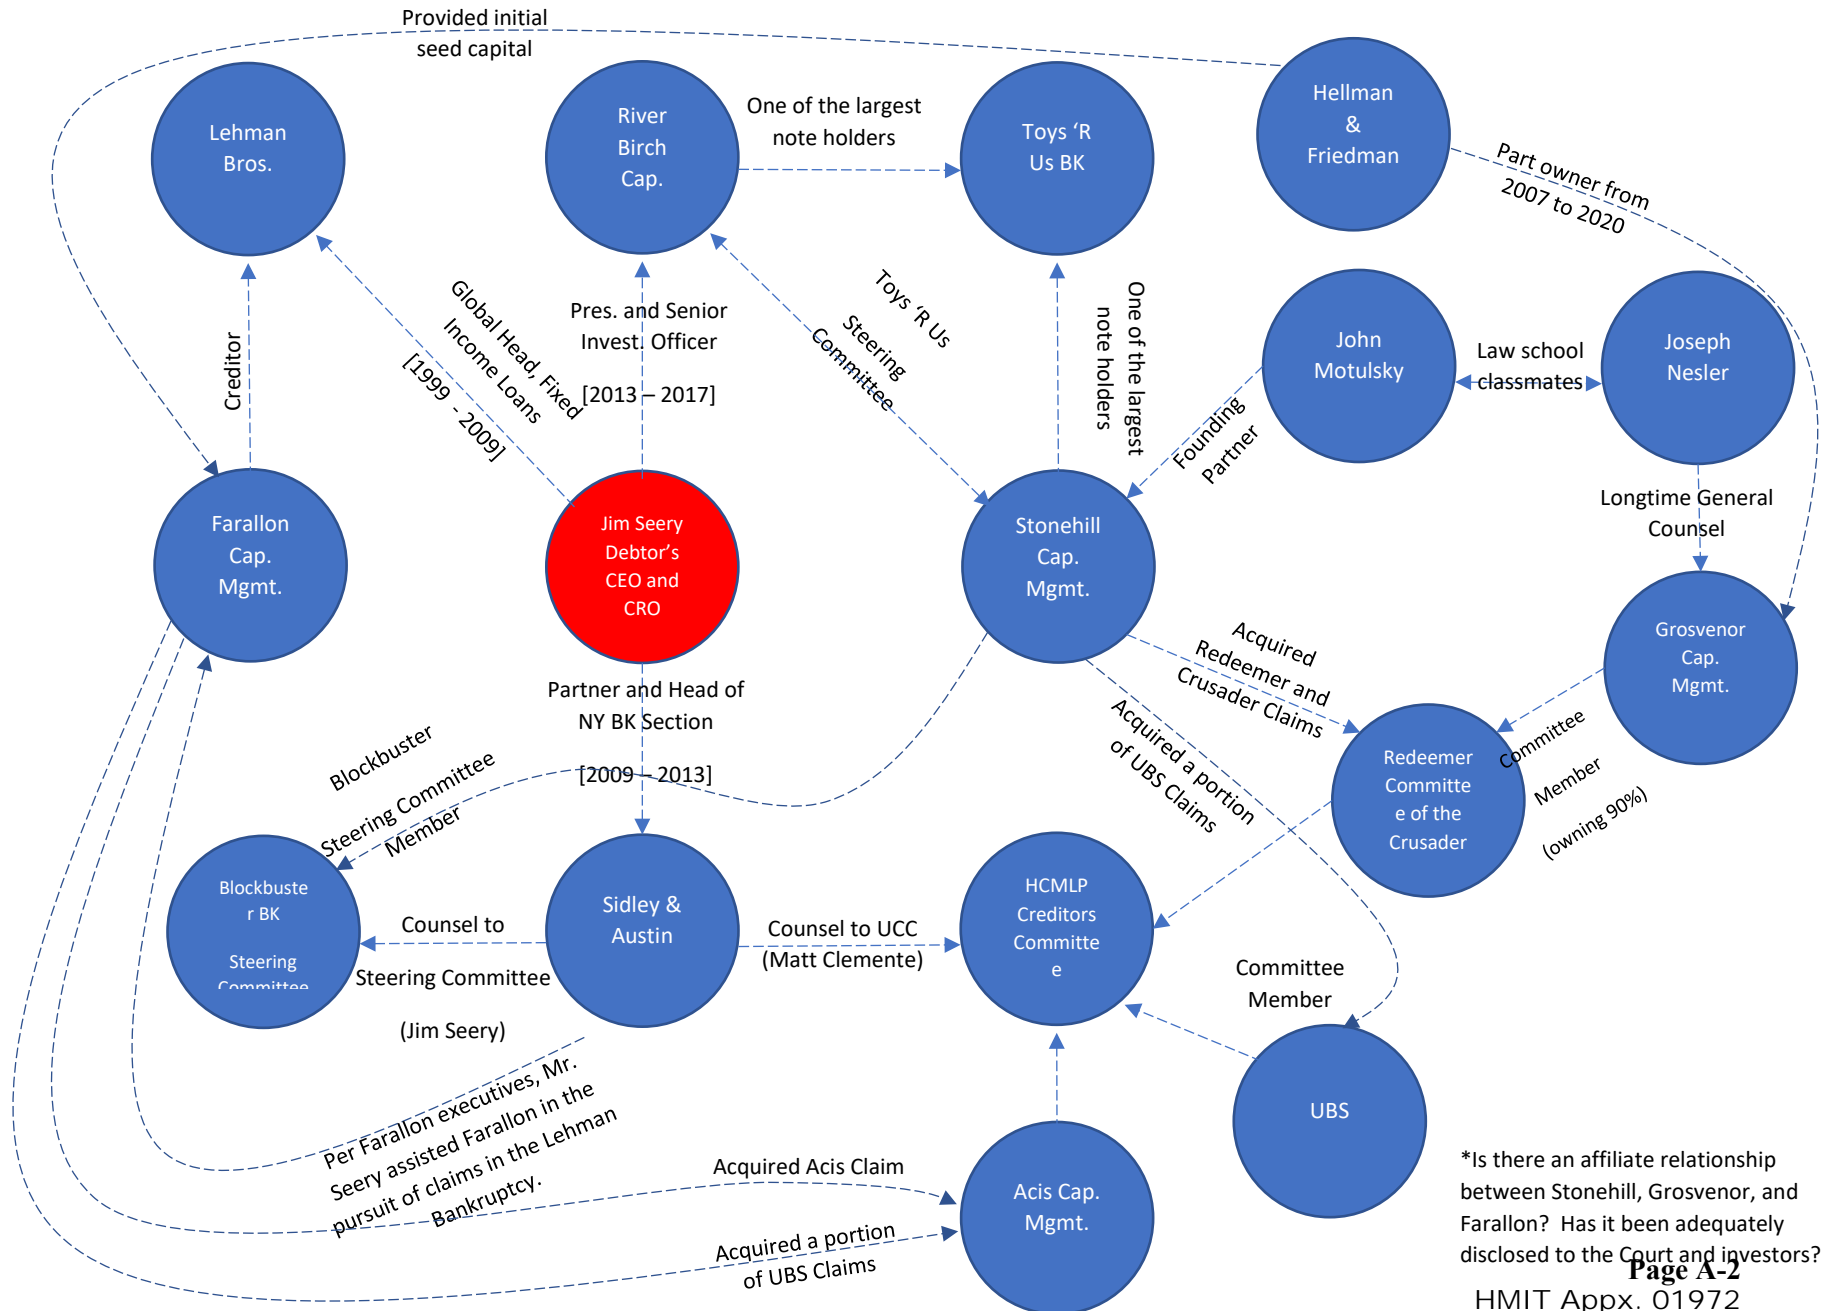 Provided initial
seed capital
Lehman
Bros.
River
Birch
Cap.
One of the largest
note holders
Toys ‘R
Us BK
Hellman
&
Friedman
Part owner from
2007 to 2020
Creditor
Global Head, Fixed
Income Loans
[1999 - 2009]
Pres. and Senior
Invest. Officer
[2013 – 2017]
Toys ‘R Us
Steering
Committee
One of the largest
note holders
John
Motulsky
Law school
classmates
Joseph
Nesler
Founding
Partner
Longtime General
Counsel
Farallon
Cap.
Mgmt.
Jim Seery
Debtor’s
CEO and
CRO
Stonehill
Cap.
Mgmt.
Grosvenor
Cap.
Mgmt.
Partner and Head of
NY BK Section
[2009 – 2013]
Acquired
Redeemer and
Crusader Claims
Acquired a portion
of UBS Claims
Redeemer
Committe
e of the
Crusader
Committee
Member
(owning 90%)
Blockbuster
Steering Committee
Member
Blockbuste
r BK
Steering
Committee
Counsel to
Steering Committee
(Jim Seery)
Sidley &
Austin
Counsel to UCC
(Matt Clemente)
HCMLP
Creditors
Committe
e
Committee
Member
UBS
Per Farallon executives, Mr.
Seery assisted Farallon in the
pursuit of claims in the Lehman
Bankruptcy.
Acquired Acis Claim
Acquired a portion
of UBS Claims
Acis Cap.
Mgmt.
*Is there an affiliate relationship
between Stonehill, Grosvenor, and
Farallon?  Has it been adequately
disclosed to the Court and investors?
Page A-2
HMIT Appx. 01972